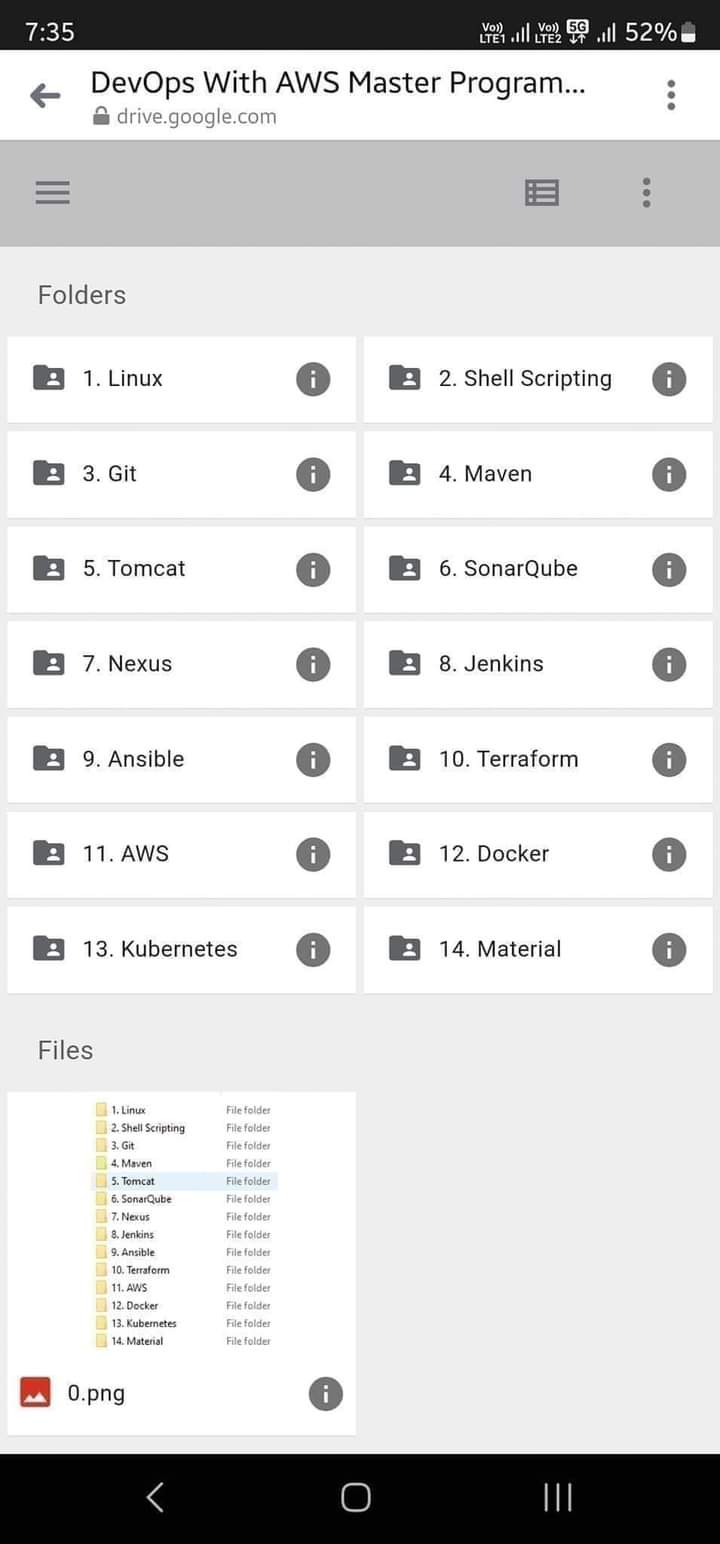 7:35
Vo)) LTE1 Vo)) LTE2 5G 52%
DevOps With AWS Master Program...
drive.google.com
Folders
1. Linux
2. Shell Scripting
3. Git
4. Maven
5. Tomcat
6. SonarQube
7. Nexus
8. Jenkins
9. Ansible
10. Terraform
11. AWS
12. Docker
13. Kubernetes
14. Material
Files
1. Linux File folder
2. Shell Scripting File folder
3. Git File folder
4. Maven File folder
5. Tomcat File folder
6. SonarQube File folder
7. Nexus File folder
8. Jenkins File folder
9. Ansible File folder
10. Terraform File folder
11. AWS File folder
12. Docker File folder
13. Kubernetes File folder
14. Material File folder
0.png